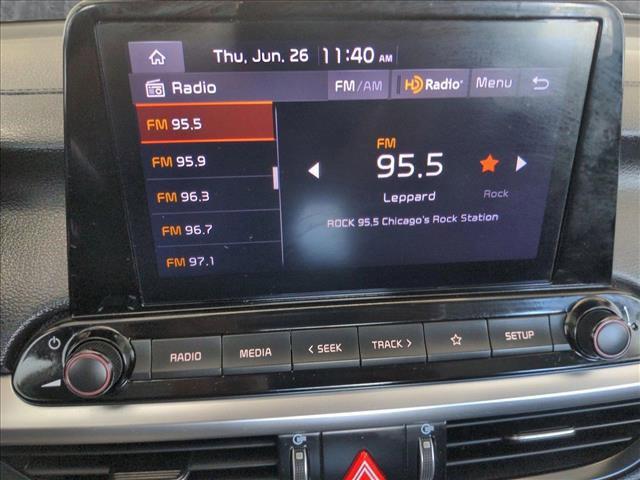 Thu, Jun. 26 11:40 AM
Radio FM/AM HD Radio Menu
FM 95.5
FM 95.9
FM 96.3
FM 96.7
FM 97.1
FM
95.5
Leppard Rock
ROCK 95.5 Chicago's Rock Station
RADIO MEDIA < SEEK TRACK > SETUP